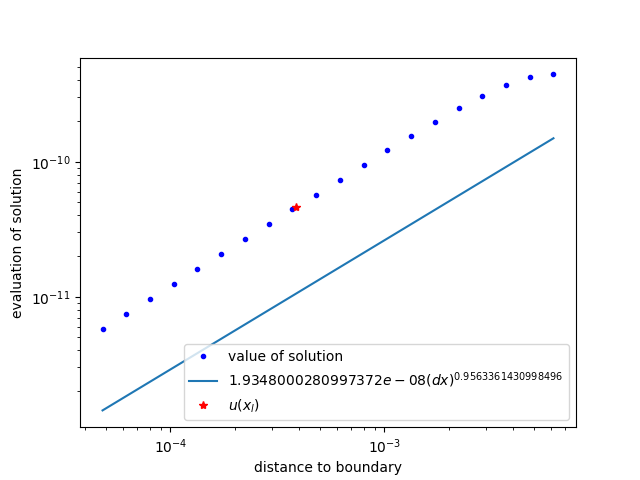 evaluation of solution
10⁻¹⁰
10⁻¹¹
value of solution
1.9348000280997372e − 08(dx)^0.9563361430998496
u(x_l)
10⁻⁴
10⁻³
distance to boundary